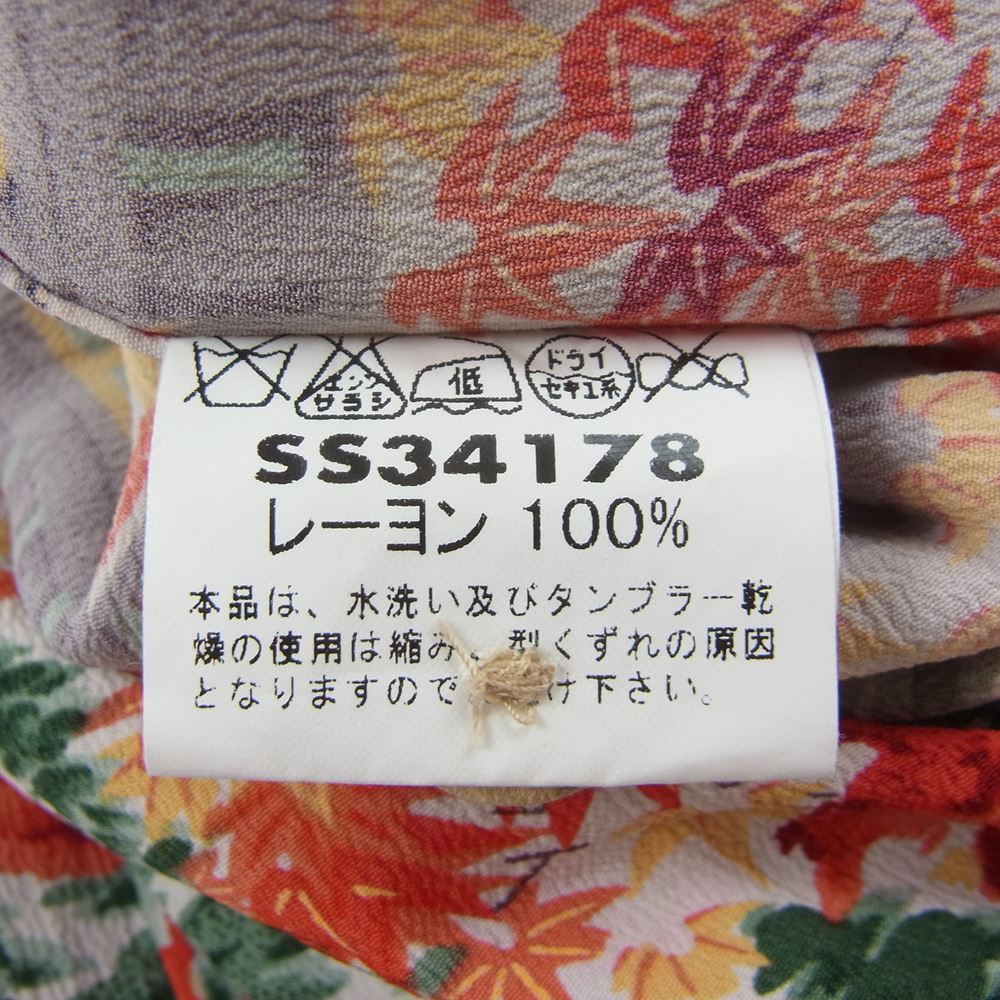 エンソ
サラシ
低
ドライ
セキユ系
SS34178
レーヨン 100%
本品は、水洗い及びタンブラー乾
燥の使用は縮み、型くずれの原因
となりますので け下さい。